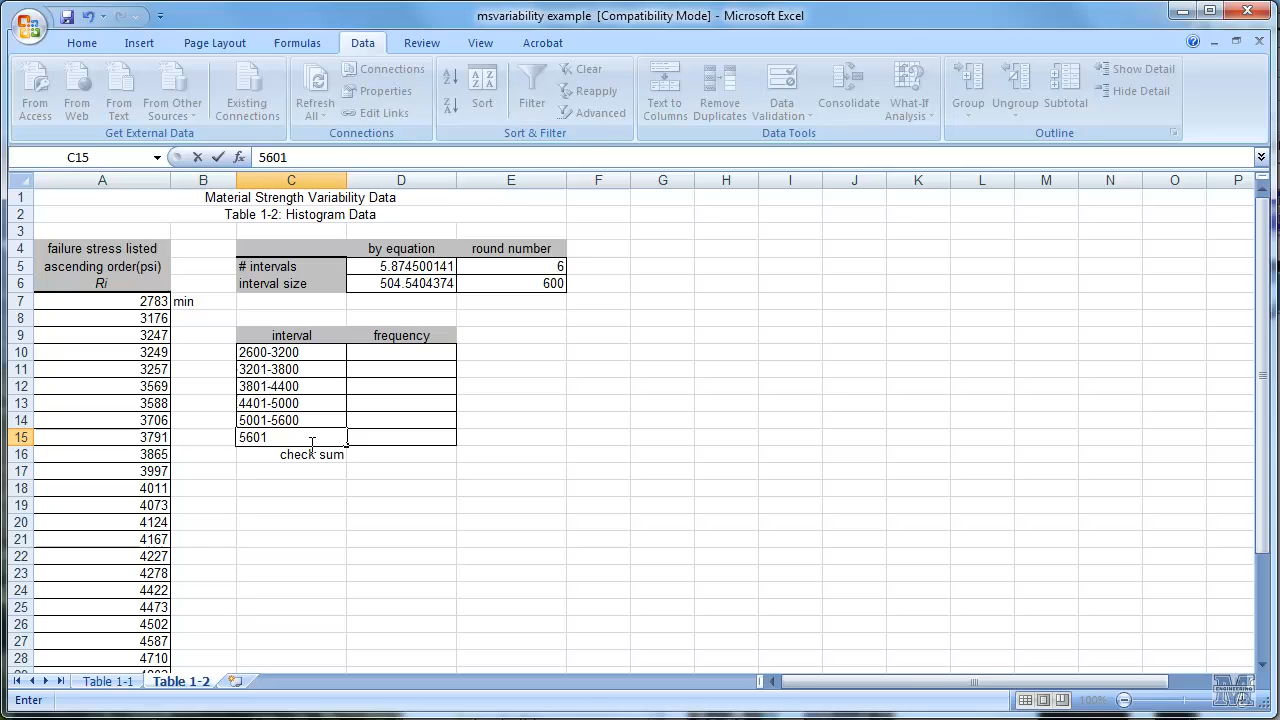 msvariability example [Compatibility Mode] - Microsoft Excel
Home Insert Page Layout Formulas Data Review View Acrobat
From Access From Web From Text From Other Sources Existing Connections Refresh All Connections Properties Edit Links Sort Filter Clear Reapply Advanced Text to Columns Remove Duplicates Data Validation Consolidate What-If Analysis Group Ungroup Subtotal Show Detail Hide Detail
Get External Data Connections Sort & Filter Data Tools Outline
C15 fx 5601
A B C D E F G H I J K L M N O P
1 Material Strength Variability Data
2 Table 1-2: Histogram Data
3
4 failure stress listed by equation round number
5 ascending order(psi) # intervals 5.874500141 6
6 Ri interval size 504.5404374 600
7 2783 min
8 3176
9 3247 interval frequency
10 3249 2600-3200
11 3257 3201-3800
12 3569 3801-4400
13 3588 4401-5000
14 3706 5001-5600
15 3791 5601
16 3865 check sum
17 3997
18 4011
19 4073
20 4124
21 4167
22 4227
23 4278
24 4422
25 4473
26 4502
27 4587
28 4710
Table 1-1 Table 1-2
Enter 100%